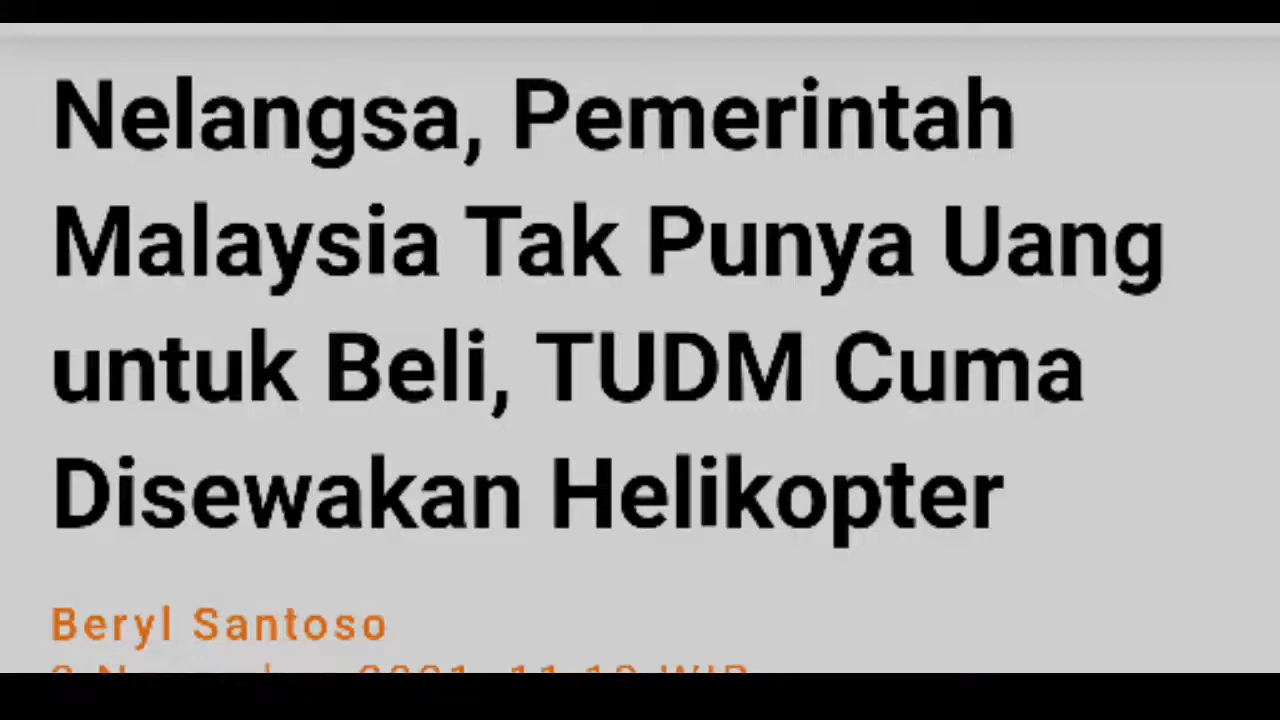 Nelangsa, Pemerintah
Malaysia Tak Punya Uang
untuk Beli, TUDM Cuma
Disewakan Helikopter
Beryl Santoso